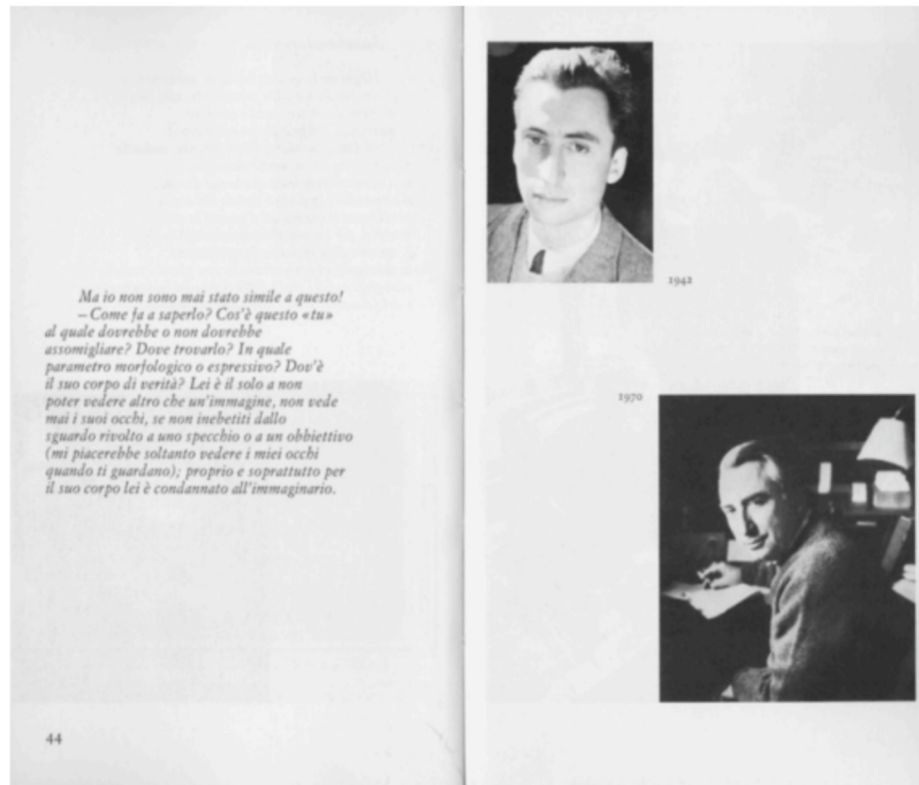 Ma io non sono mai stato simile a questo!
– Come fa a saperlo? Cos'è questo «tu»
al quale dovrebbe o non dovrebbe
assomigliare? Dove trovarlo? In quale
parametro morfologico o espressivo? Dov'è
il suo corpo di verità? Lei è il solo a non
poter vedere altro che un'immagine, non vede
mai i suoi occhi, se non inebetiti dallo
sguardo rivolto a uno specchio o a un obbiettivo
(mi piacerebbe soltanto vedere i miei occhi
quando ti guardano); proprio e soprattutto per
il suo corpo lei è condannato all'immaginario.
44
1942
1970